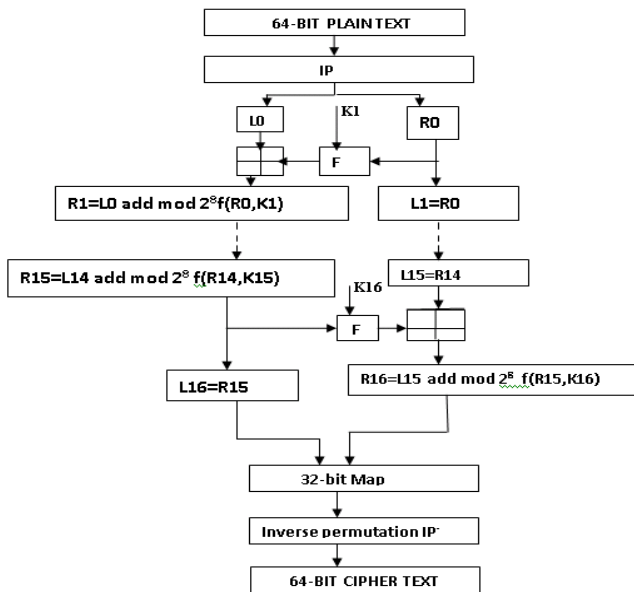 64-BIT PLAIN TEXT
IP
K1
L0
R0
F
R1=L0 add mod 2⁸f(R0,K1)
L1=R0
R15=L14 add mod 2⁸ f(R14,K15)
L15=R14
K16
F
L16=R15
R16=L15 add mod 2⁸ f(R15,K16)
32-bit Map
Inverse permutation IP⁻
64-BIT CIPHER TEXT